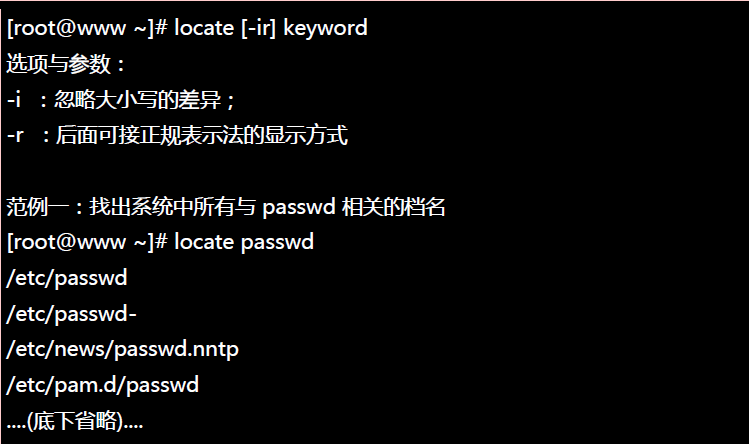 [root@www ~]# locate [-ir] keyword
选项与参数：
-i ：忽略大小写的差异；
-r ：后面可接正规表示法的显示方式
范例一：找出系统中所有与 passwd 相关的档名
[root@www ~]# locate passwd
/etc/passwd
/etc/passwd-
/etc/news/passwd.nntp
/etc/pam.d/passwd
....(底下省略)....